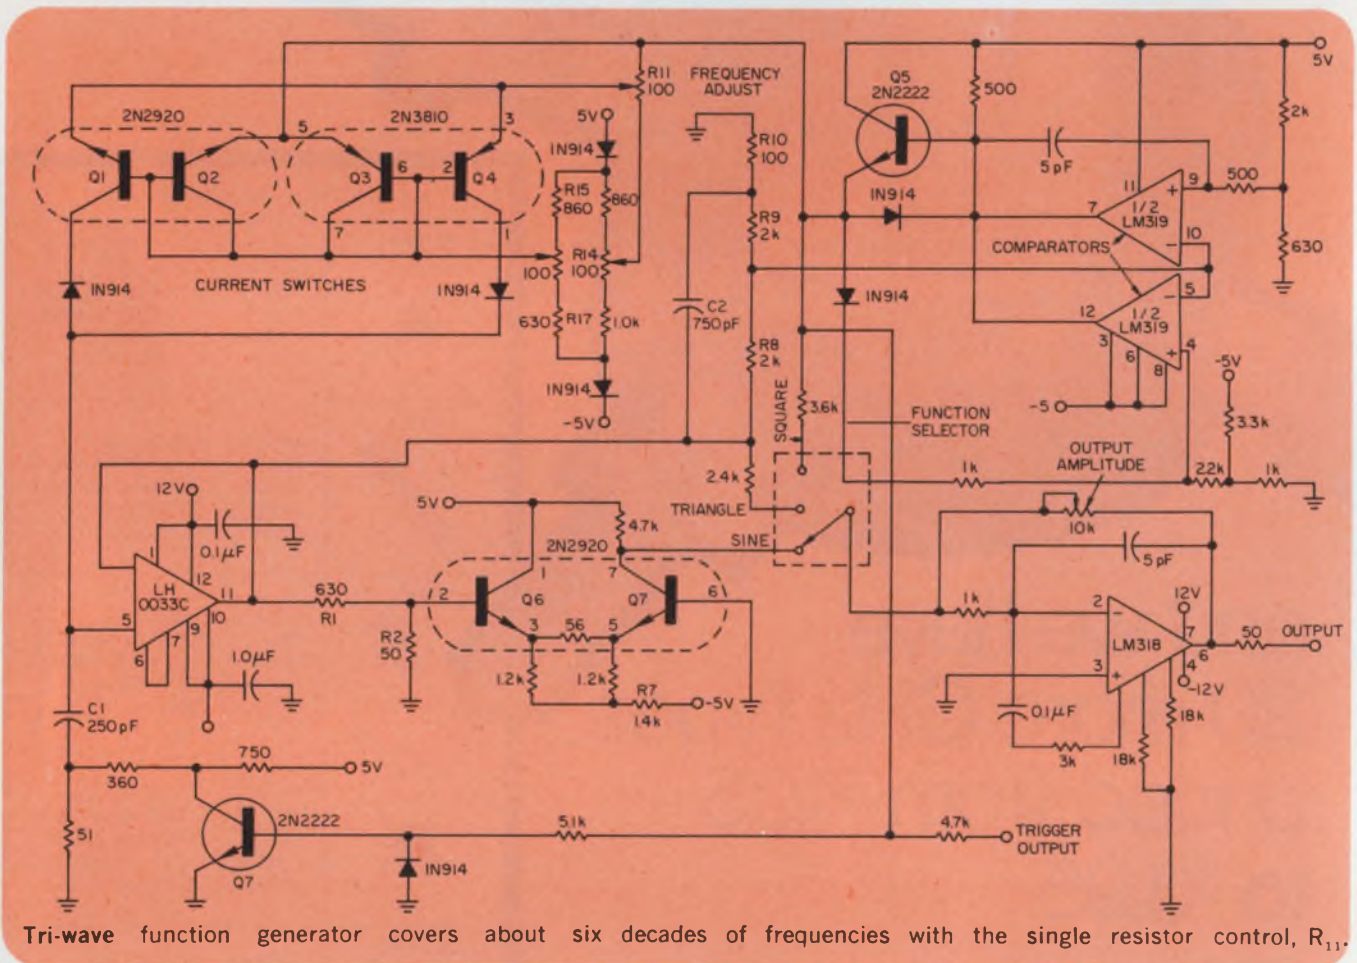 R11
100
FREQUENCY
ADJUST
Q5
2N2222
5V
500
2k
2N2920
5
2N3810
3
5V
1N914
R10
100
5pF
Q1
Q2
Q3
6
2
Q4
R15
860
860
1N914
11
9
+
500
7
1/2
LM319
7
1
R9
2k
10
−
COMPARATORS
630
CURRENT SWITCHES
100
R14
100
1N914
1N914
1N914
5
−
12
1/2
LM319
C2
750pF
630
R17
1.0k
3
6
8
+
4
R8
2k
-5V
1N914
-5V
SQUARE
3.6k
FUNCTION
SELECTOR
-5
3.3k
OUTPUT
AMPLITUDE
2.4k
1k
22k
1k
12V
5V
TRIANGLE
10k
1
0.1μF
4.7k
SINE
5pF
2N2920
12
LH
0033C
11
10
630
R1
1
7
2
Q6
Q7
6
1k
2
−
12V
5
9
7
6
R2
50
3
56
5
LM318
7
6
50
OUTPUT
4
3
+
-12V
1.0μF
1.2k
1.2k
R7
1.4k
-5V
C1
250pF
0.1μF
18k
3k
18k
360
750
5V
51
2N2222
5.1k
4.7k
TRIGGER
OUTPUT
1N914
Q7
Tri-wave function generator covers about six decades of frequencies with the single resistor control, R₁₁.